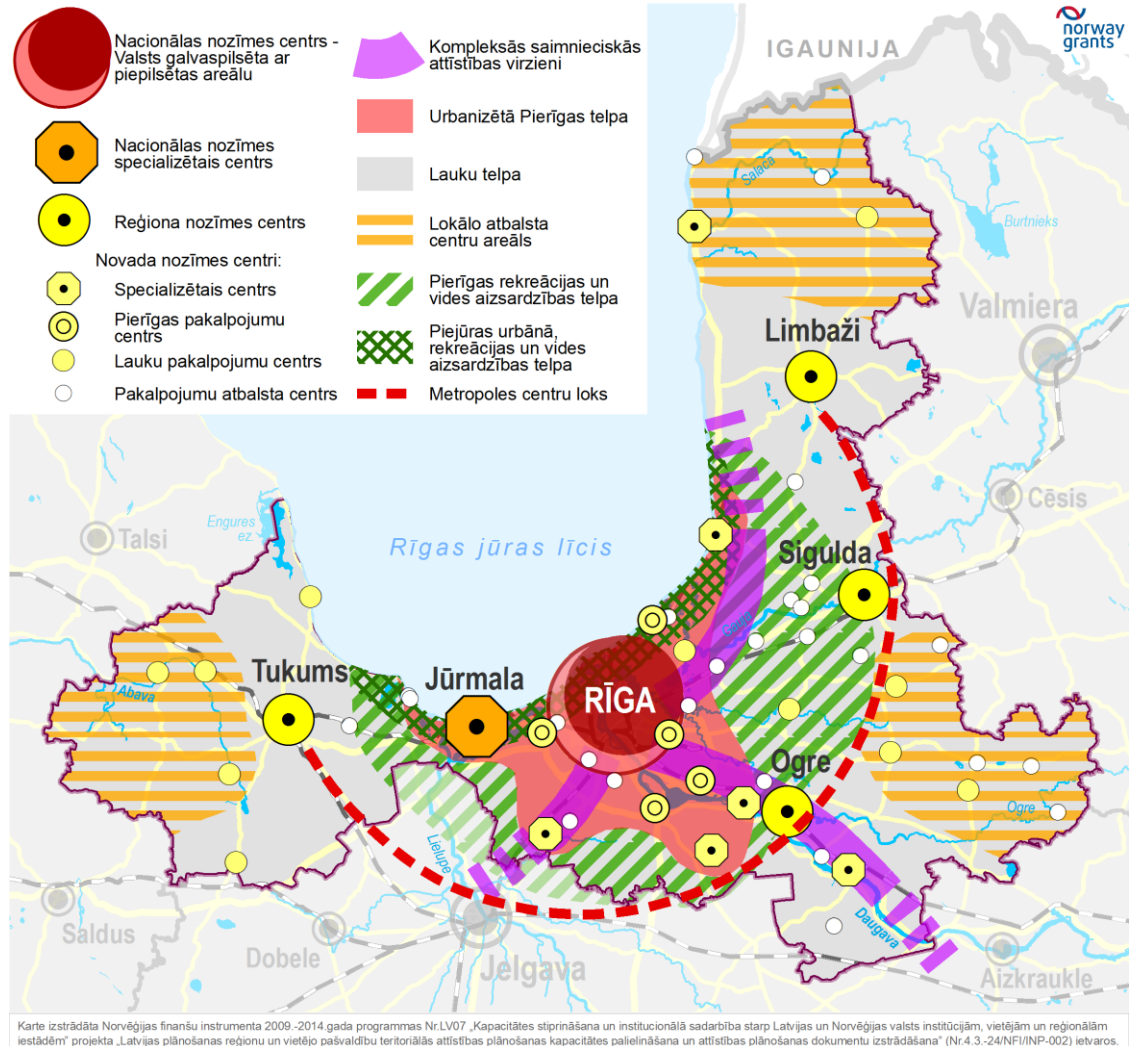 Nacionālas nozīmes centrs -
Valsts galvaspilsēta ar
piepilsētas areālu
Nacionālas nozīmes
specializētais centrs
Reģiona nozīmes centrs
Novada nozīmes centri:
Specializētais centrs
Pierīgas pakalpojumu
centrs
Lauku pakalpojumu centrs
Pakalpojumu atbalsta centrs
Kompleksās saimnieciskās
attīstības virzieni
Urbanizētā Pierīgas telpa
Lauku telpa
Lokālo atbalsta
centru areāls
Pierīgas rekreācijas un
vides aizsardzības telpa
Piejūras urbānā,
rekreācijas un vides
aizsardzības telpa
Metropoles centru loks
norway
grants
IGAUNIJA
Salaca
Burtnieks
Valmiera
Limbaži
Cēsis
Talsi
Engures
ez.
Rīgas jūras līcis
Sigulda
Gauja
Tukums
Jūrmala
RĪGA
Abava
Ogre
Ogre
Lielupe
Saldus
Dobele
Jelgava
Daugava
Aizkraukle
Karte izstrādāta Norvēģijas finanšu instrumenta 2009.-2014.gada programmas Nr.LV07 „Kapacitātes stiprināšana un institucionālā sadarbība starp Latvijas un Norvēģijas valsts institūcijām, vietējām un reģionālām
iestādēm" projekta „Latvijas plānošanas reģionu un vietējo pašvaldību teritoriālās attīstības plānošanas kapacitātes palielināšana un attīstības plānošanas dokumentu izstrādāšana" (Nr.4.3.-24/NFI/INP-002) ietvaros.